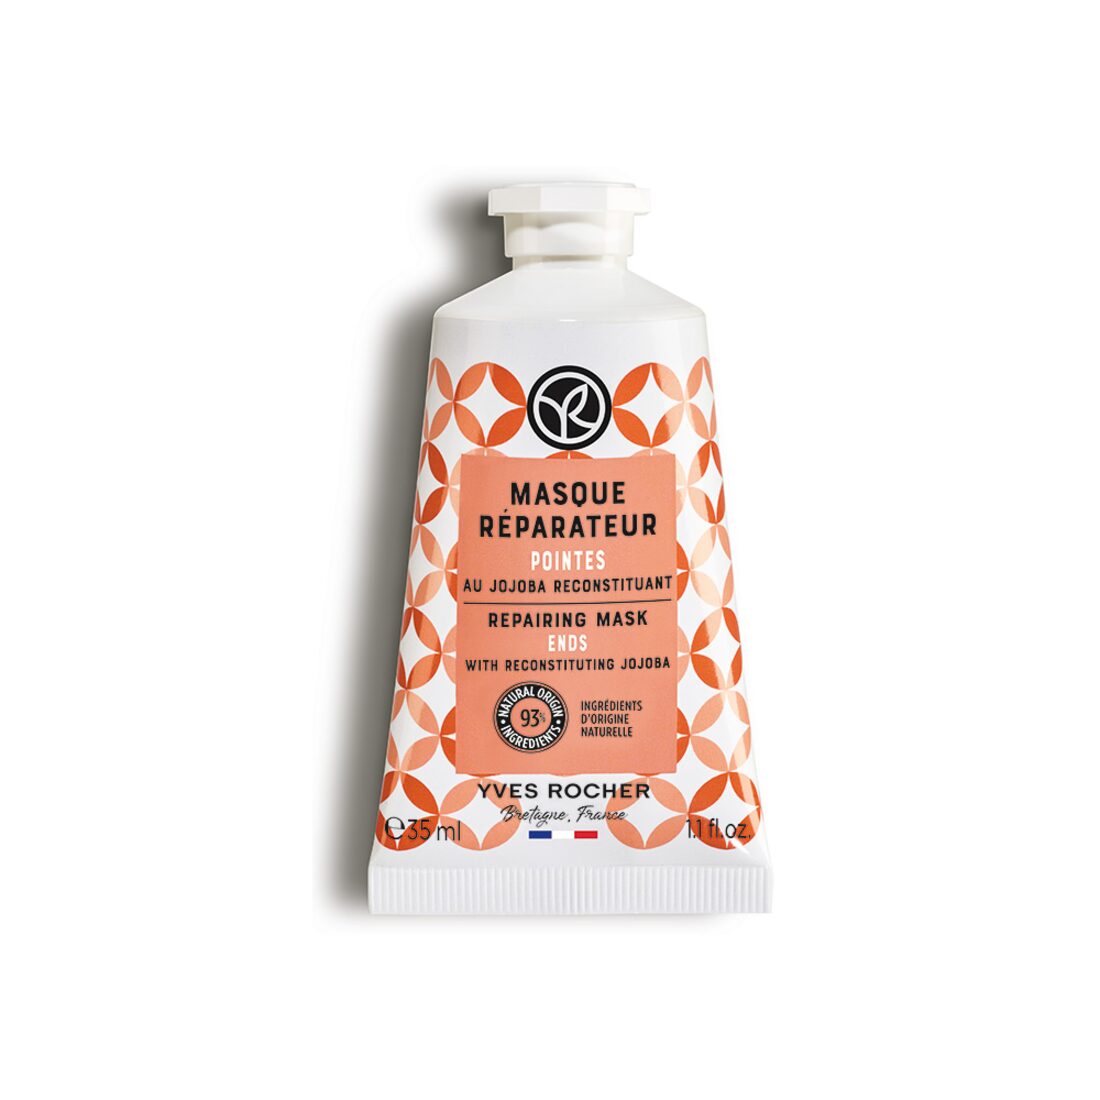 MASQUE
RÉPARATEUR
POINTES
AU JOJOBA RECONSTITUANT
REPAIRING MASK
ENDS
WITH RECONSTITUTING JOJOBA
NATURAL ORIGIN
93%
INGREDIENTS
INGRÉDIENTS
D'ORIGINE
NATURELLE
YVES ROCHER
Bretagne, France
℮35 ml
1.1 fl.oz.